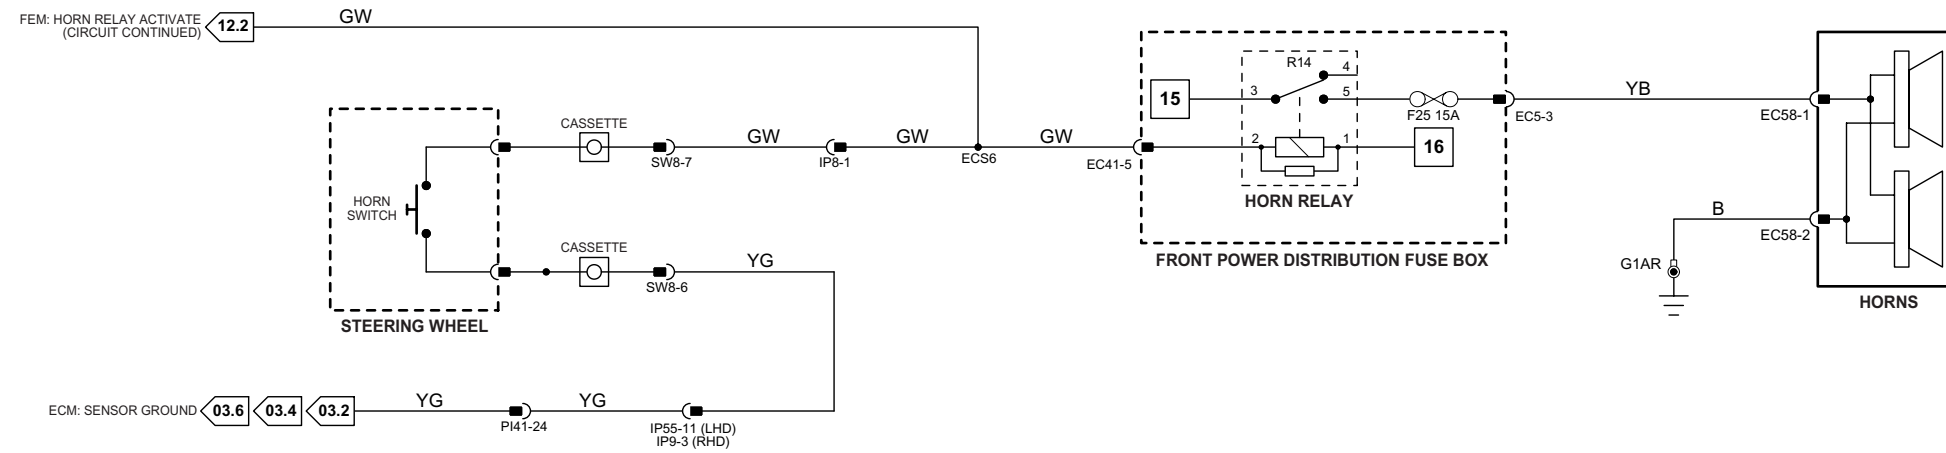 FEM: HORN RELAY ACTIVATE
(CIRCUIT CONTINUED)
12.2
GW
HORN
SWITCH
CASSETTE
SW8-7
GW
IP8-1
GW
ECS6
GW
EC41-5
CASSETTE
SW8-6
YG
STEERING WHEEL
15
R14
3
4
5
2
1
F25 15A
16
HORN RELAY
FRONT POWER DISTRIBUTION FUSE BOX
EC5-3
YB
EC58-1
B
EC58-2
G1AR
HORNS
ECM: SENSOR GROUND
03.6
03.4
03.2
YG
PI41-24
YG
IP55-11 (LHD)
IP9-3 (RHD)